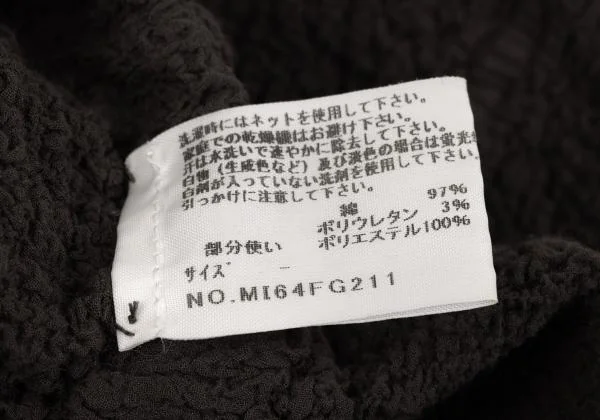 洗濯時にはネットを使用して下さい。
家庭での乾燥機はお避け下さい。
汗は水洗いで速やかに除去して下さい。
白物（生成色など）及び淡色の場合は蛍光増
白剤が入っていない洗剤を使用して下さい。
引っかけに注意して下さい。
綿 97%
ポリウレタン 3%
部分使い ポリエステル100%
サイズ －
NO.MI64FG211